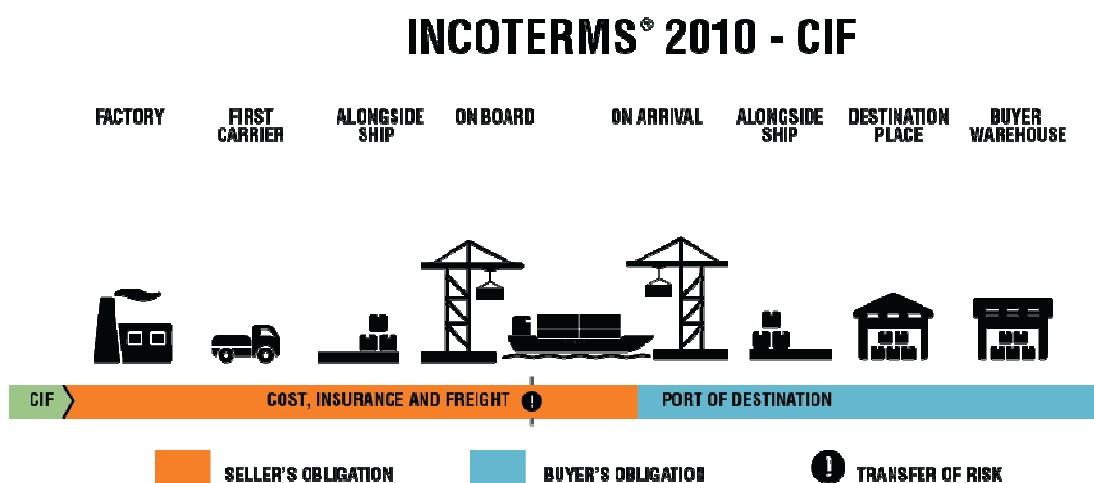 INCOTERMS® 2010 - CIF
FACTORY
FIRST
CARRIER
ALONGSIDE
SHIP
ON BOARD
ON ARRIVAL
ALONGSIDE
SHIP
DESTINATION
PLACE
BUYER
WAREHOUSE
CIF
COST, INSURANCE AND FREIGHT
PORT OF DESTINATION
SELLER'S OBLIGATION
BUYER'S OBLIGATION
TRANSFER OF RISK